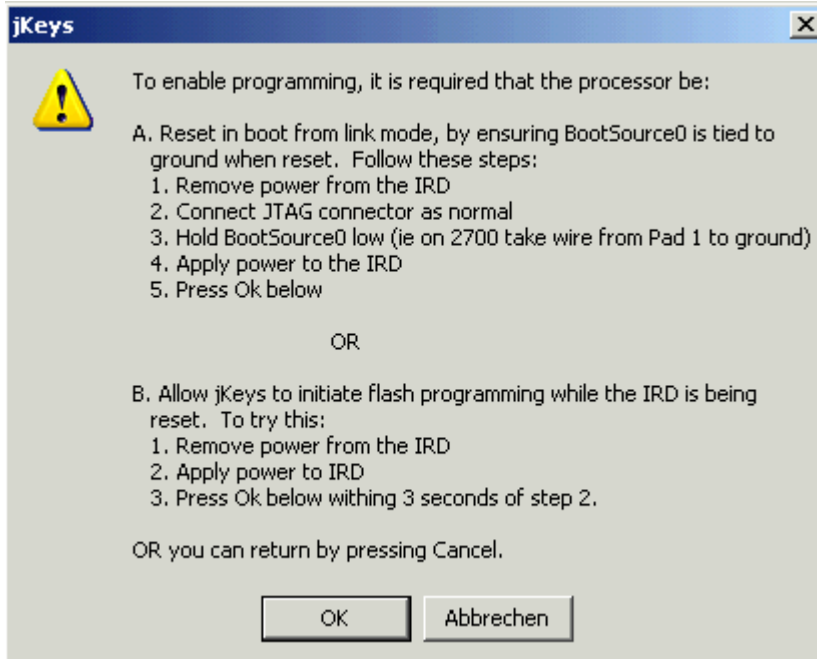 jKeys
To enable programming, it is required that the processor be:
A. Reset in boot from link mode, by ensuring BootSource0 is tied to
ground when reset. Follow these steps:
1. Remove power from the IRD
2. Connect JTAG connector as normal
3. Hold BootSource0 low (ie on 2700 take wire from Pad 1 to ground)
4. Apply power to the IRD
5. Press Ok below
OR
B. Allow jKeys to initiate flash programming while the IRD is being
reset. To try this:
1. Remove power from the IRD
2. Apply power to IRD
3. Press Ok below withing 3 seconds of step 2.
OR you can return by pressing Cancel.
OK
Abbrechen